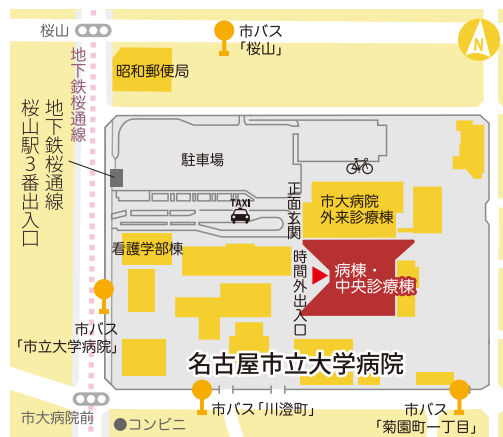 桜山
市バス
「桜山」
N
地下鉄桜通線
昭和郵便局
地下鉄桜通線
桜山駅3番出入口
駐車場
TAXI
正面玄関
市大病院
外来診療棟
看護学部棟
時間外出入口
病棟・
中央診療棟
市バス
「市立大学病院」
名古屋市立大学病院
市大病院前
コンビニ
市バス「川澄町」
市バス
「菊園町一丁目」